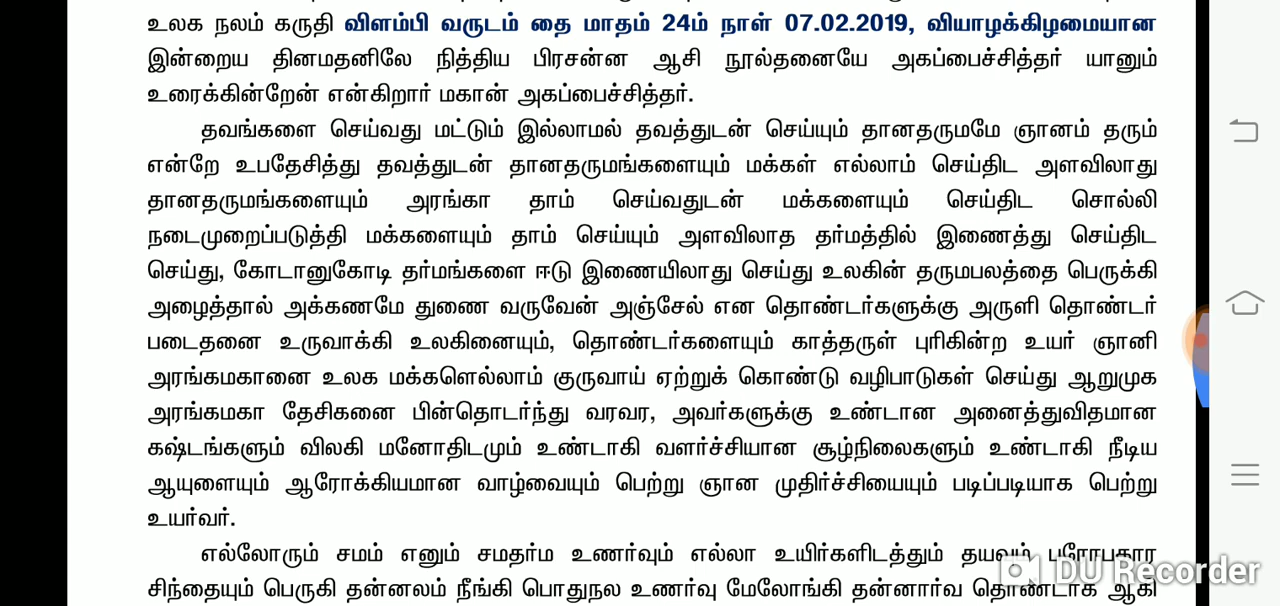 உலக நலம் கருதி விளம்பி வருடம் தை மாதம் 24ம் நாள் 07.02.2019, வியாழக்கிழமையான
இன்றைய தினமதனிலே நித்திய பிரசன்ன ஆசி நூல்தனையே அகப்பைச்சித்தர் யானும்
உரைக்கின்றேன் என்கிறார் மகான் அகப்பைச்சித்தர்.
தவங்களை செய்வது மட்டும் இல்லாமல் தவத்துடன் செய்யும் தானதருமமே ஞானம் தரும்
என்றே உபதேசித்து தவத்துடன் தானதருமங்களையும் மக்கள் எல்லாம் செய்திட அளவிலாது
தானதருமங்களையும் அரங்கா தாம் செய்வதுடன் மக்களையும் செய்திட சொல்லி
நடைமுறைப்படுத்தி மக்களையும் தாம் செய்யும் அளவிலாத தர்மத்தில் இணைத்து செய்திட
செய்து, கோடானுகோடி தர்மங்களை ஈடு இணையிலாது செய்து உலகின் தருமபலத்தை பெருக்கி
அழைத்தால் அக்கணமே துணை வருவேன் அஞ்சேல் என தொண்டர்களுக்கு அருளி தொண்டர்
படைதனை உருவாக்கி உலகினையும், தொண்டர்களையும் காத்தருள் புரிகின்ற உயர் ஞானி
அரங்கமகானை உலக மக்களெல்லாம் குருவாய் ஏற்றுக் கொண்டு வழிபாடுகள் செய்து ஆறுமுக
அரங்கமகா தேசிகனை பின்தொடர்ந்து வரவர, அவர்களுக்கு உண்டான அனைத்துவிதமான
கஷ்டங்களும் விலகி மனோதிடமும் உண்டாகி வளர்ச்சியான சூழ்நிலைகளும் உண்டாகி நீடிய
ஆயுளையும் ஆரோக்கியமான வாழ்வையும் பெற்று ஞான முதிர்ச்சியையும் படிப்படியாக பெற்று
உயர்வர்.
எல்லோரும் சமம் எனும் சமதர்ம உணர்வும் எல்லா உயிர்களிடத்தும் தயவும் பரோபகார
சிந்தையும் பெருகி தன்னலம் நீங்கி பொதுநல உணர்வு மேலோங்கி தன்னார்வ தொண்டாக ஆகி
DU Recorder